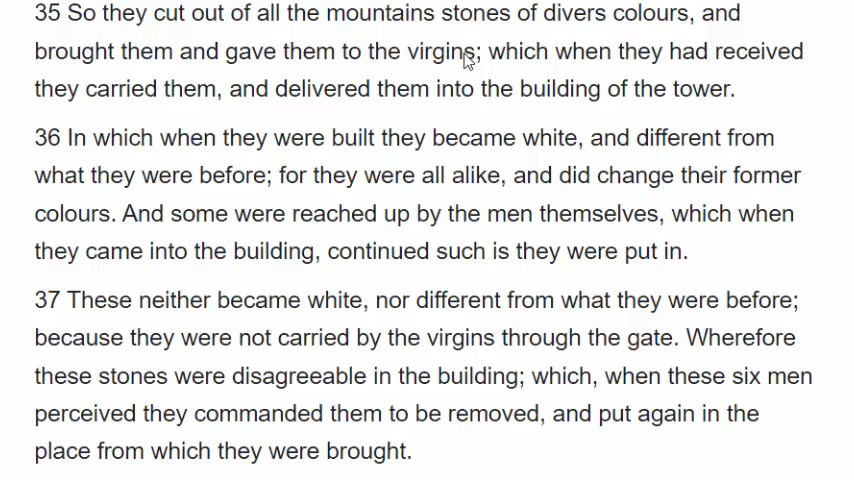 35 So they cut out of all the mountains stones of divers colours, and
brought them and gave them to the virgins; which when they had received
they carried them, and delivered them into the building of the tower.
36 In which when they were built they became white, and different from
what they were before; for they were all alike, and did change their former
colours. And some were reached up by the men themselves, which when
they came into the building, continued such is they were put in.
37 These neither became white, nor different from what they were before;
because they were not carried by the virgins through the gate. Wherefore
these stones were disagreeable in the building; which, when these six men
perceived they commanded them to be removed, and put again in the
place from which they were brought.